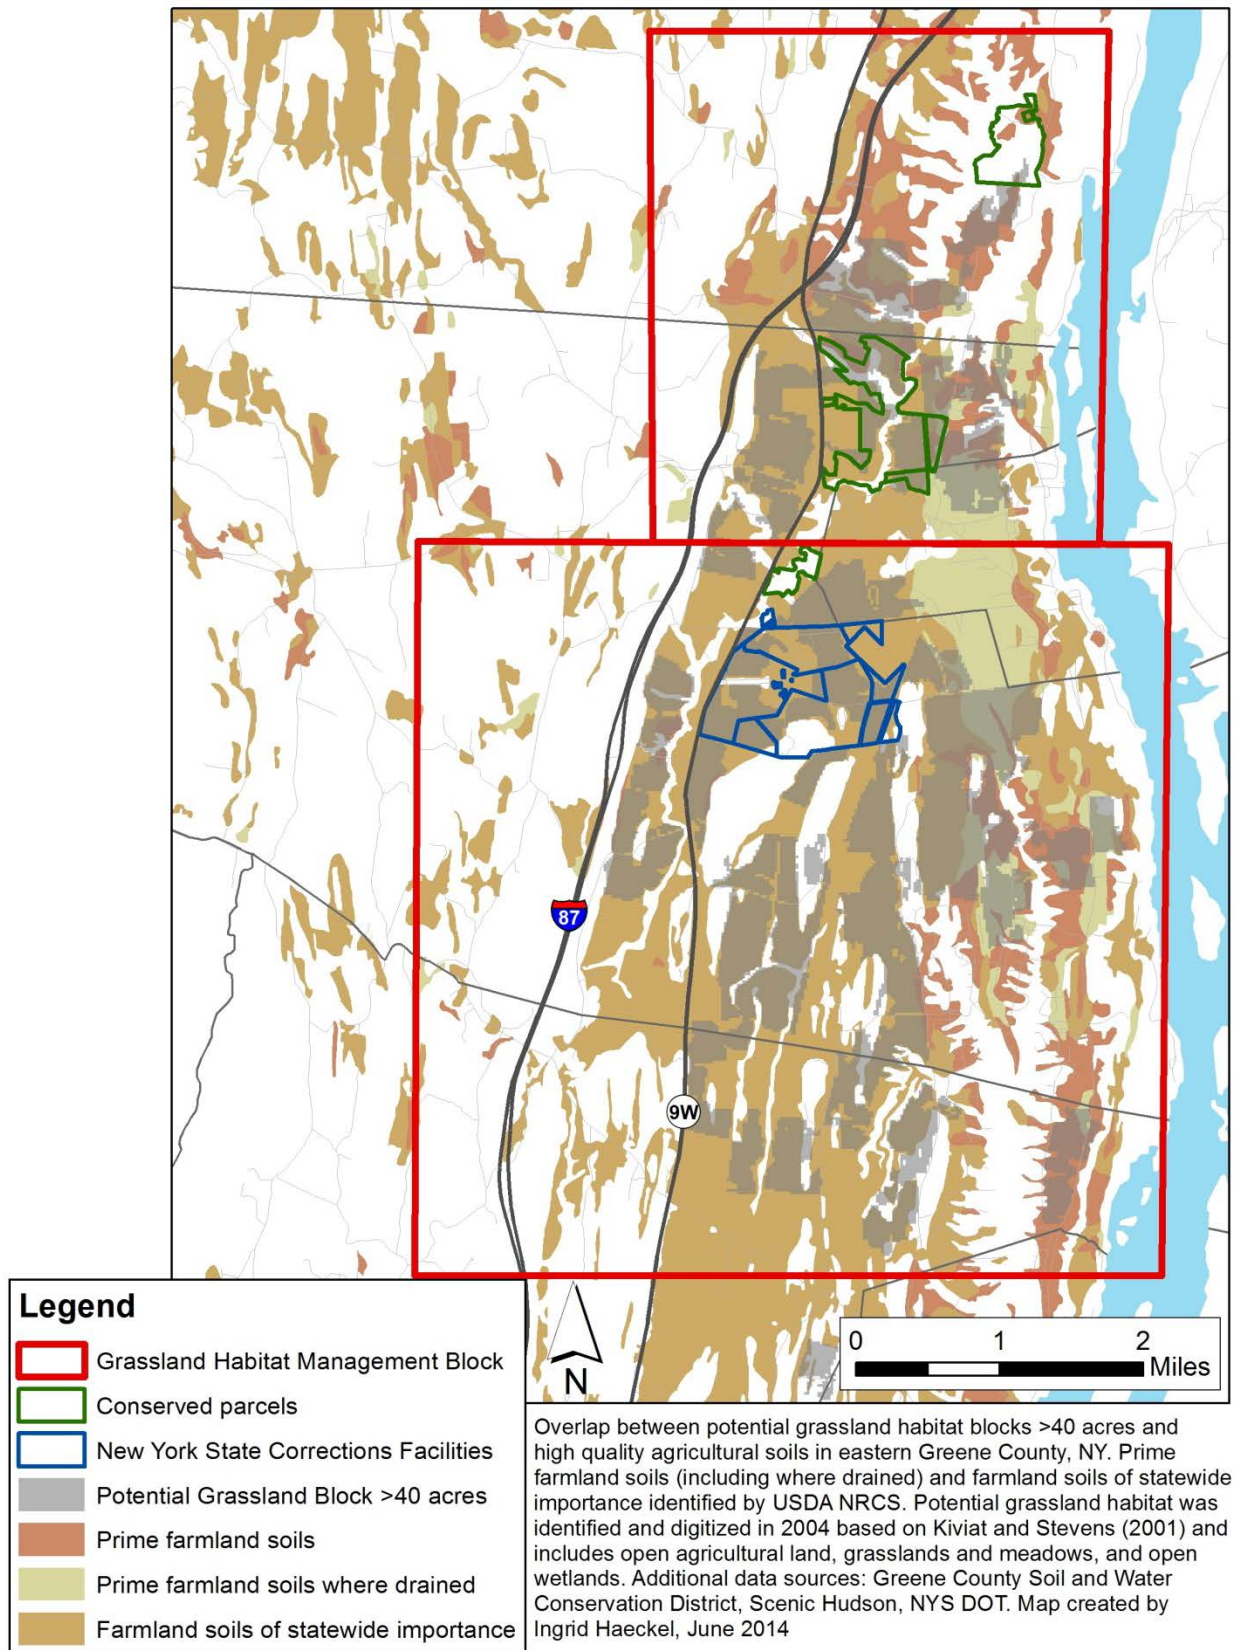 87
9W
Legend
Grassland Habitat Management Block
Conserved parcels
New York State Corrections Facilities
Potential Grassland Block >40 acres
Prime farmland soils
Prime farmland soils where drained
Farmland soils of statewide importance
N
0 1 2
Miles
Overlap between potential grassland habitat blocks >40 acres and
high quality agricultural soils in eastern Greene County, NY. Prime
farmland soils (including where drained) and farmland soils of statewide
importance identified by USDA NRCS. Potential grassland habitat was
identified and digitized in 2004 based on Kiviat and Stevens (2001) and
includes open agricultural land, grasslands and meadows, and open
wetlands. Additional data sources: Greene County Soil and Water
Conservation District, Scenic Hudson, NYS DOT. Map created by
Ingrid Haeckel, June 2014